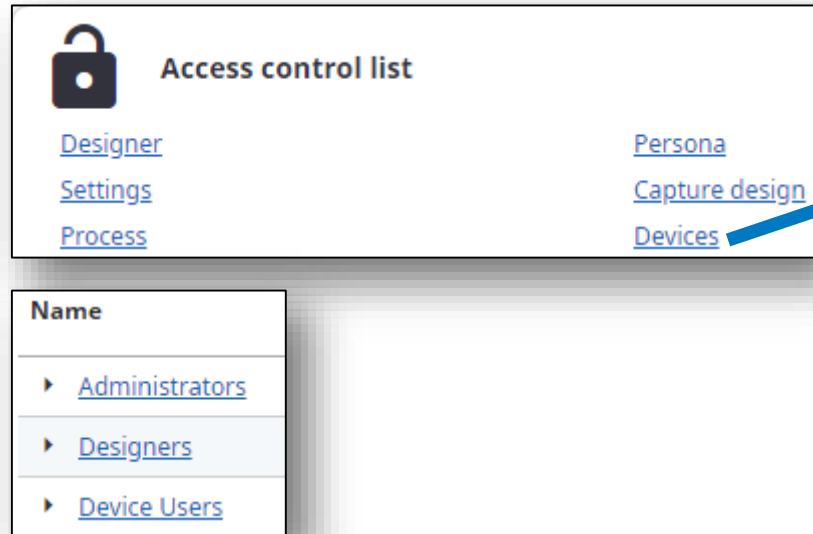 Access control list
Designer
Persona
Settings
Capture design
Process
Devices
Name
Administrators
Designers
Device Users